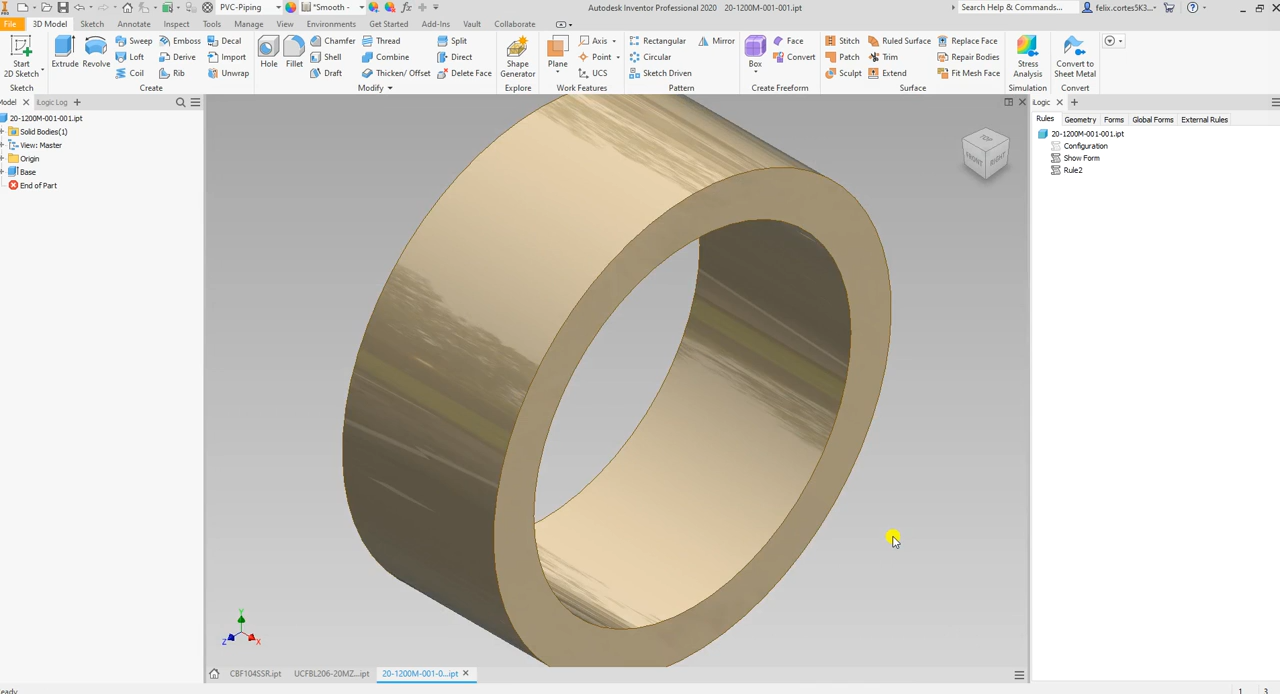 PVC-Piping *Smooth - Autodesk Inventor Professional 2020 20-1200M-001-001.ipt Search Help & Commands... felix.cortes5K3...
File 3D Model Sketch Annotate Inspect Tools Manage View Environments Get Started Add-Ins Vault Collaborate
Start 2D Sketch Extrude Revolve Sweep Emboss Decal Hole Fillet Chamfer Thread Split Shape Generator Plane Axis Rectangular Mirror Box Face Stitch Ruled Surface Replace Face Stress Analysis Convert to Sheet Metal
Loft Derive Import Shell Combine Direct Point Circular Convert Patch Trim Repair Bodies
Coil Rib Unwrap Draft Thicken/ Offset Delete Face UCS Sketch Driven Sculpt Extend Fit Mesh Face
Sketch Create Modify Explore Work Features Pattern Create Freeform Surface Simulation Convert
Model iLogic Log iLogic
20-1200M-001-001.ipt
Solid Bodies(1)
View: Master
Origin
Base
End of Part
TOP
FRONT RIGHT
Rules Geometry Forms Global Forms External Rules
20-1200M-001-001.ipt
Configuration
Show Form
Rule2
Y
Z X
CBF104SSR.ipt UCFBL206-20MZ....ipt 20-1200M-001-0...ipt
1 3